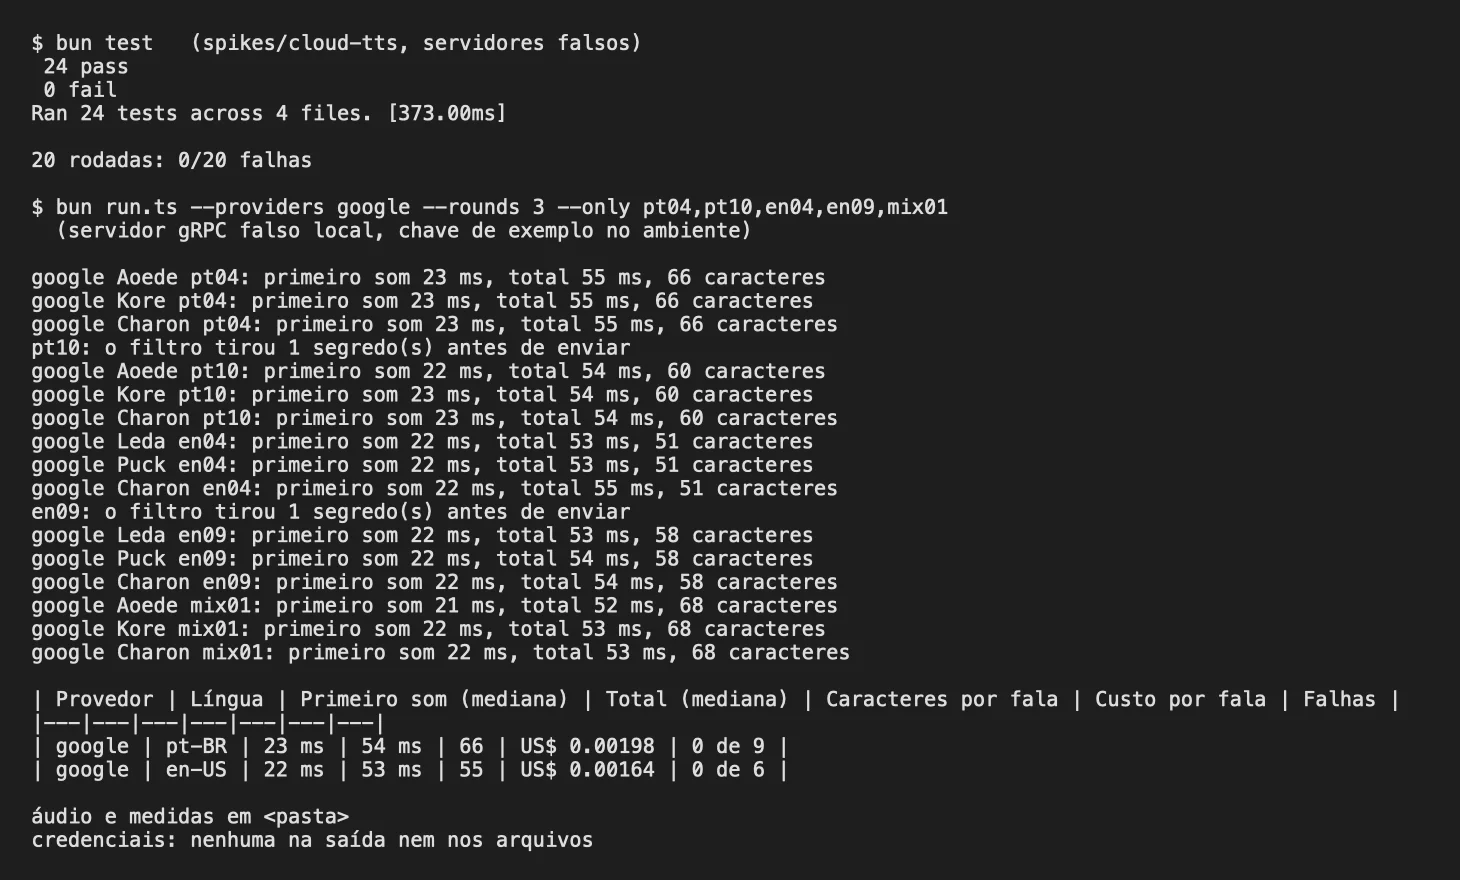 $ bun test   (spikes/cloud-tts, servidores falsos)
 24 pass
 0 fail
Ran 24 tests across 4 files. [373.00ms]
20 rodadas: 0/20 falhas
$ bun run.ts --providers google --rounds 3 --only pt04,pt10,en04,en09,mix01
  (servidor gRPC falso local, chave de exemplo no ambiente)
google Aoede pt04: primeiro som 23 ms, total 55 ms, 66 caracteres
google Kore pt04: primeiro som 23 ms, total 55 ms, 66 caracteres
google Charon pt04: primeiro som 23 ms, total 55 ms, 66 caracteres
pt10: o filtro tirou 1 segredo(s) antes de enviar
google Aoede pt10: primeiro som 22 ms, total 54 ms, 60 caracteres
google Kore pt10: primeiro som 23 ms, total 54 ms, 60 caracteres
google Charon pt10: primeiro som 23 ms, total 54 ms, 60 caracteres
google Leda en04: primeiro som 22 ms, total 53 ms, 51 caracteres
google Puck en04: primeiro som 22 ms, total 53 ms, 51 caracteres
google Charon en04: primeiro som 22 ms, total 55 ms, 51 caracteres
en09: o filtro tirou 1 segredo(s) antes de enviar
google Leda en09: primeiro som 22 ms, total 53 ms, 58 caracteres
google Puck en09: primeiro som 22 ms, total 54 ms, 58 caracteres
google Charon en09: primeiro som 22 ms, total 54 ms, 58 caracteres
google Aoede mix01: primeiro som 21 ms, total 52 ms, 68 caracteres
google Kore mix01: primeiro som 22 ms, total 53 ms, 68 caracteres
google Charon mix01: primeiro som 22 ms, total 53 ms, 68 caracteres
| Provedor | Língua | Primeiro som (mediana) | Total (mediana) | Caracteres por fala | Custo por fala | Falhas |
|---|---|---|---|---|---|---|
| google | pt-BR | 23 ms | 54 ms | 66 | US$ 0.00198 | 0 de 9 |
| google | en-US | 22 ms | 53 ms | 55 | US$ 0.00164 | 0 de 6 |
áudio e medidas em <pasta>
credenciais: nenhuma na saída nem nos arquivos